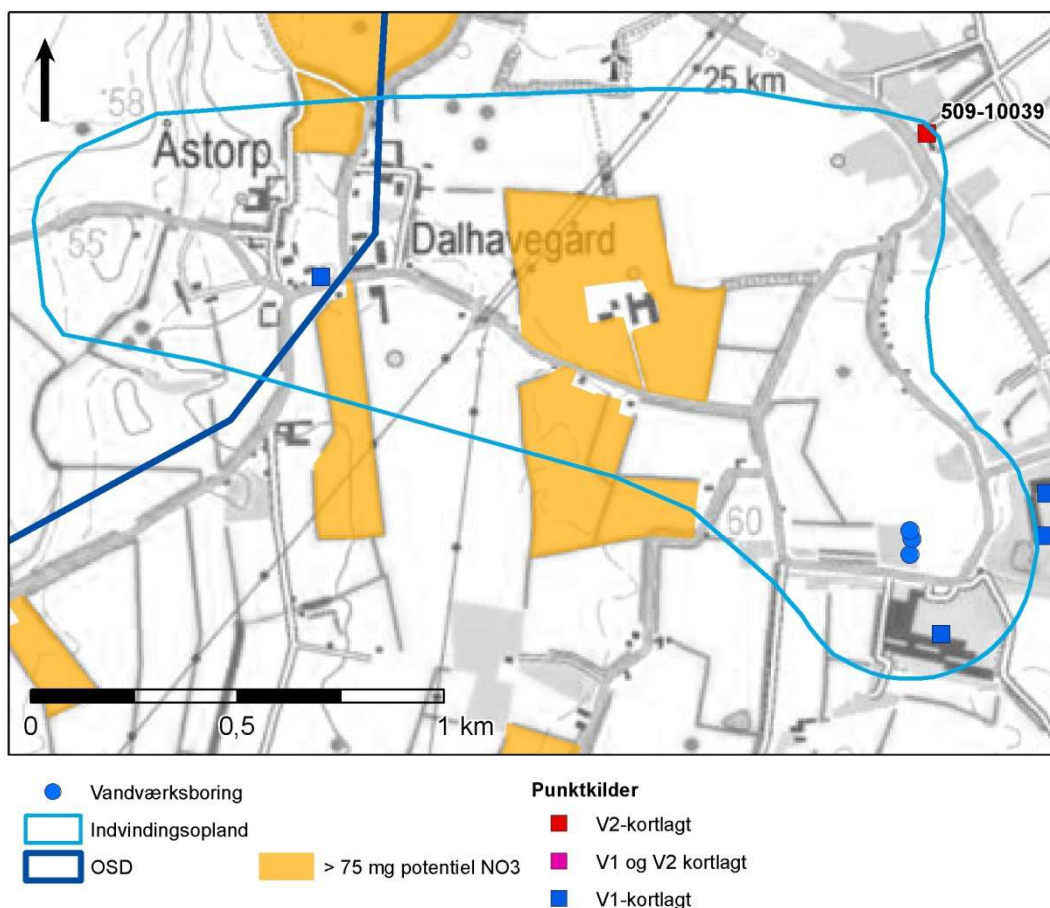 58
25 km
509-10039
Åstorp
55
Dalhavegård
60
0
0,5
1 km
Vandværksboring
Indvindingsopland
OSD
> 75 mg potentiel NO3
Punktkilder
V2-kortlagt
V1 og V2 kortlagt
V1-kortlagt